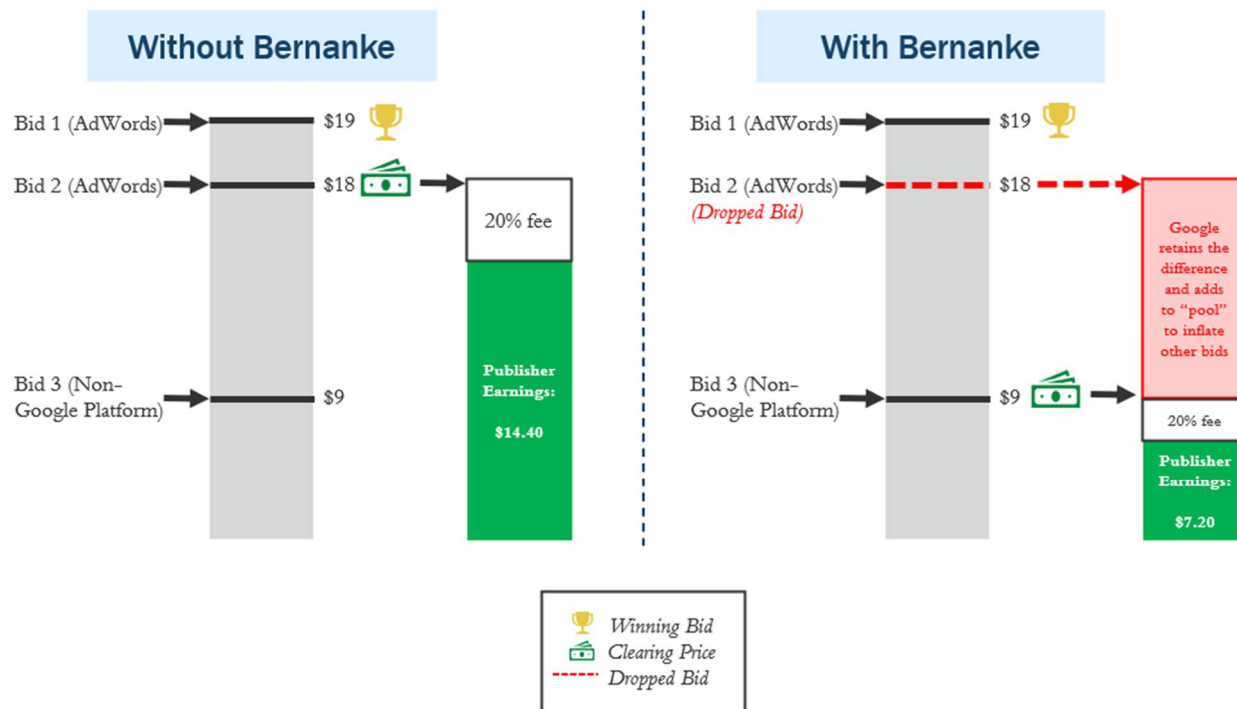 Without Bernanke
Bid 1 (AdWords)
$19
Bid 2 (AdWords)
$18
20% fee
Bid 3 (Non-
Google Platform)
$9
Publisher
Earnings:
$14.40
With Bernanke
Bid 1 (AdWords)
$19
Bid 2 (AdWords)
(Dropped Bid)
$18
Google
retains the
difference
and adds
to “pool”
to inflate
other bids
Bid 3 (Non-
Google Platform)
$9
20% fee
Publisher
Earnings:
$7.20
Winning Bid
Clearing Price
Dropped Bid